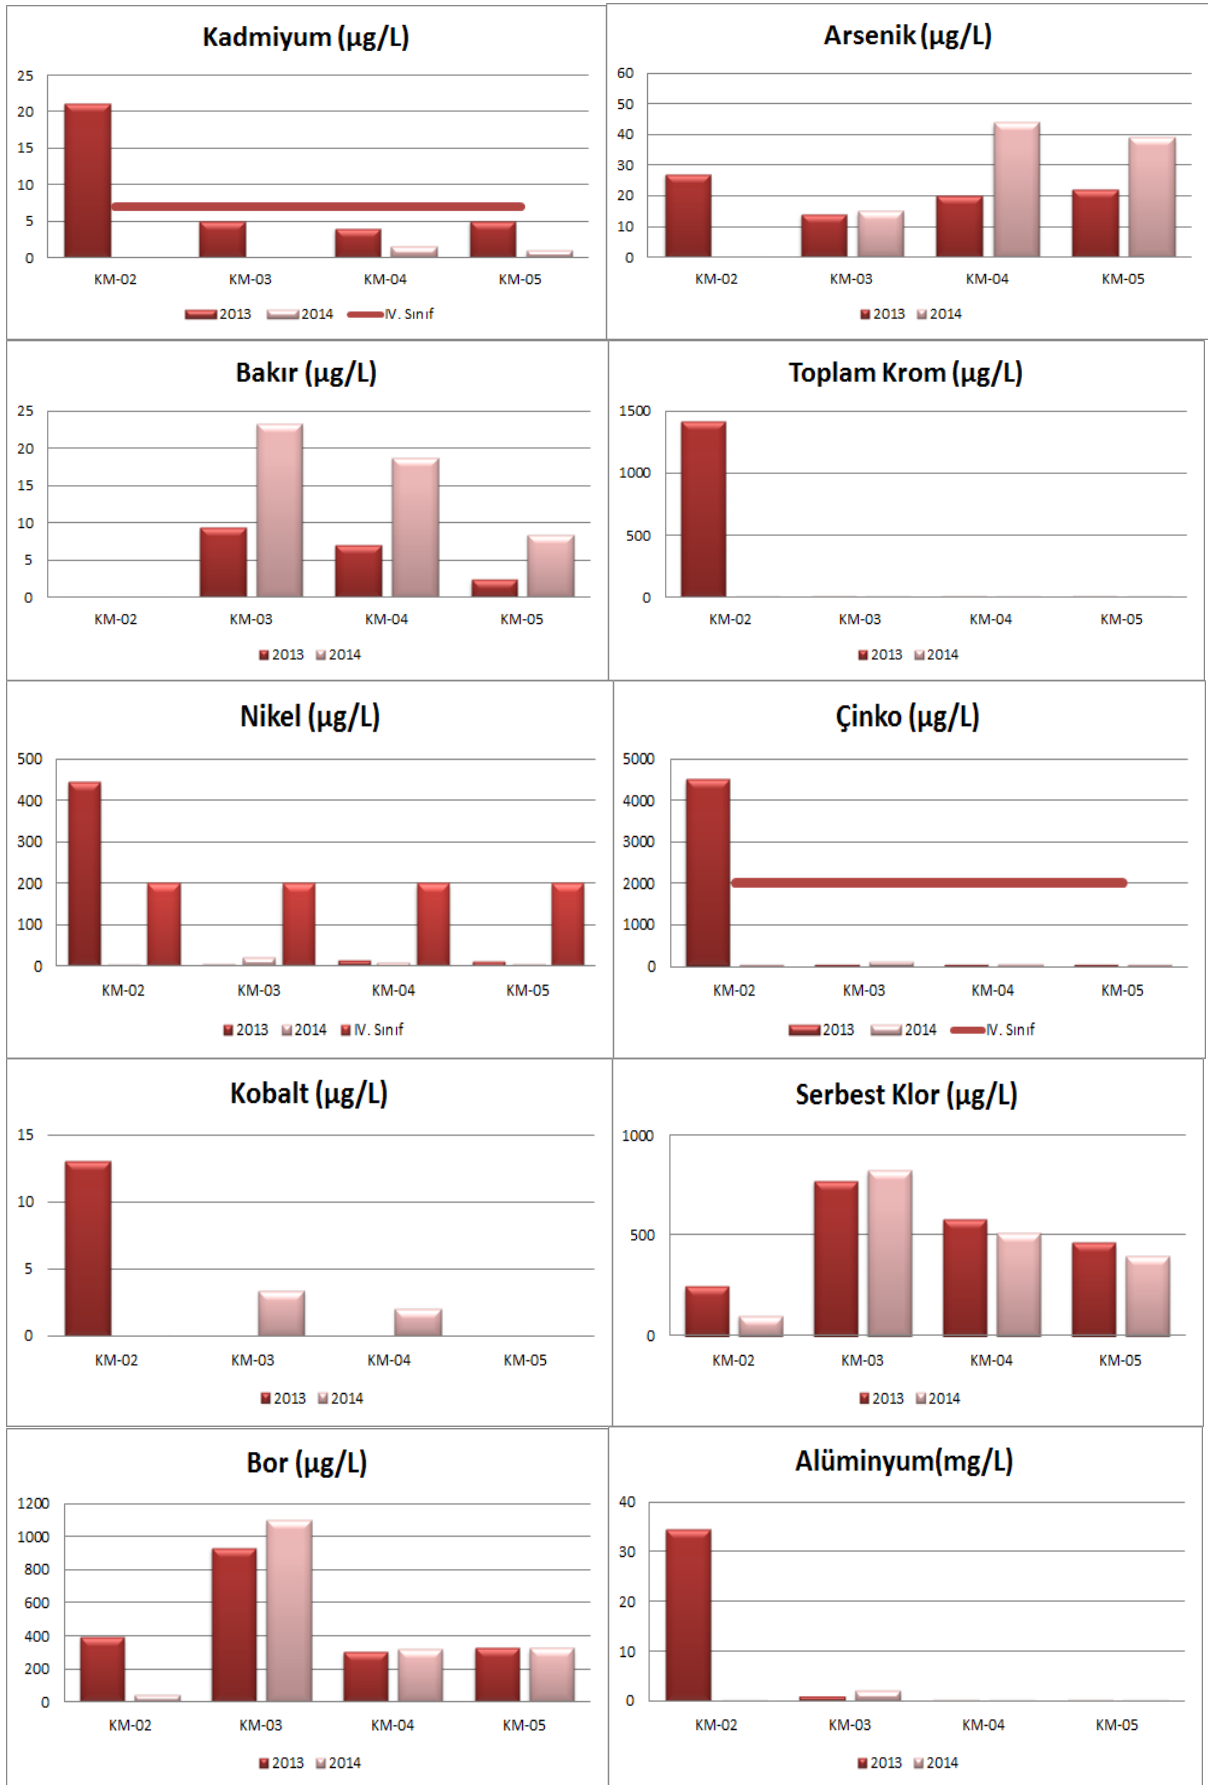 Kadmiyum (µg/L)
25
20
15
10
5
0
KM-02 KM-03 KM-04 KM-05
2013 2014 IV. Sınıf
Arsenik (µg/L)
60
50
40
30
20
10
0
KM-02 KM-03 KM-04 KM-05
2013 2014
Bakır (µg/L)
25
20
15
10
5
0
KM-02 KM-03 KM-04 KM-05
2013 2014
Toplam Krom (µg/L)
1500
1000
500
0
KM-02 KM-03 KM-04 KM-05
2013 2014
Nikel (µg/L)
500
400
300
200
100
0
KM-02 KM-03 KM-04 KM-05
2013 2014 IV. Sınıf
Çinko (µg/L)
5000
4000
3000
2000
1000
0
KM-02 KM-03 KM-04 KM-05
2013 2014 IV. Sınıf
Kobalt (µg/L)
15
10
5
0
KM-02 KM-03 KM-04 KM-05
2013 2014
Serbest Klor (µg/L)
1000
500
0
KM-02 KM-03 KM-04 KM-05
2013 2014
Bor (µg/L)
1200
1000
800
600
400
200
0
KM-02 KM-03 KM-04 KM-05
2013 2014
Alüminyum(mg/L)
40
30
20
10
0
KM-02 KM-03 KM-04 KM-05
2013 2014